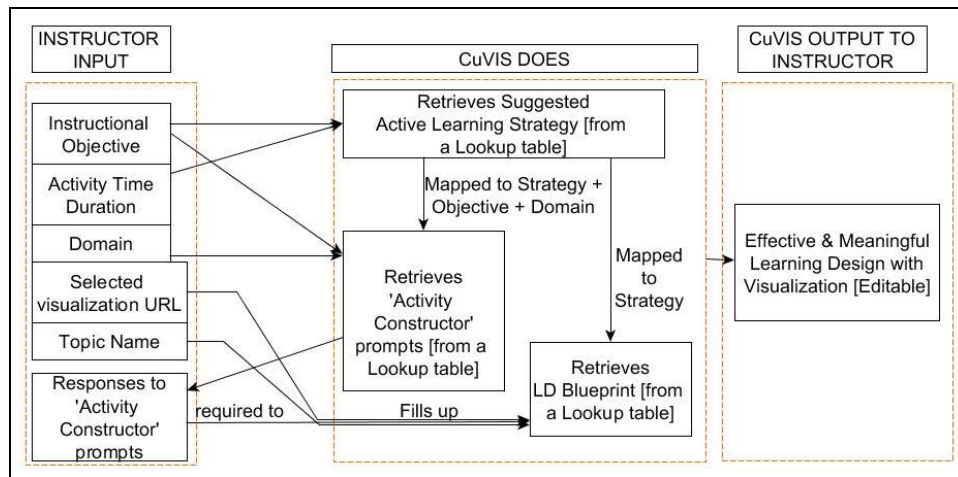 INSTRUCTOR
INPUT
CuVIS DOES
CuVIS OUTPUT TO
INSTRUCTOR
Instructional
Objective
Activity Time
Duration
Domain
Selected
visualization URL
Topic Name
Responses to
'Activity
Constructor'
prompts
required to
Retrieves Suggested
Active Learning Strategy [from
a Lookup table]
Mapped to Strategy +
Objective + Domain
Retrieves
'Activity
Constructor'
prompts [from a
Lookup table]
Mapped
to
Strategy
Fills up
Retrieves
LD Blueprint [from
a Lookup table]
Effective & Meaningful
Learning Design with
Visualization [Editable]